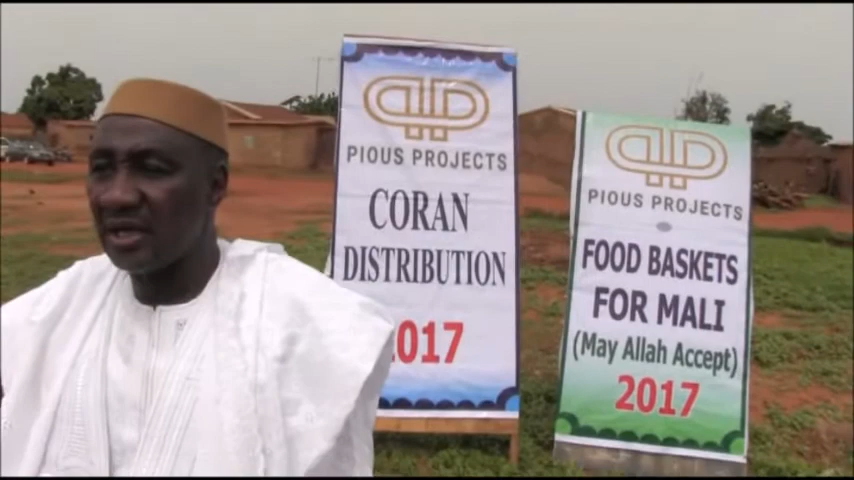 PIOUS PROJECTS
CORAN
DISTRIBUTION
2017
PIOUS PROJECTS
FOOD BASKETS
FOR MALI
(May Allah Accept)
2017